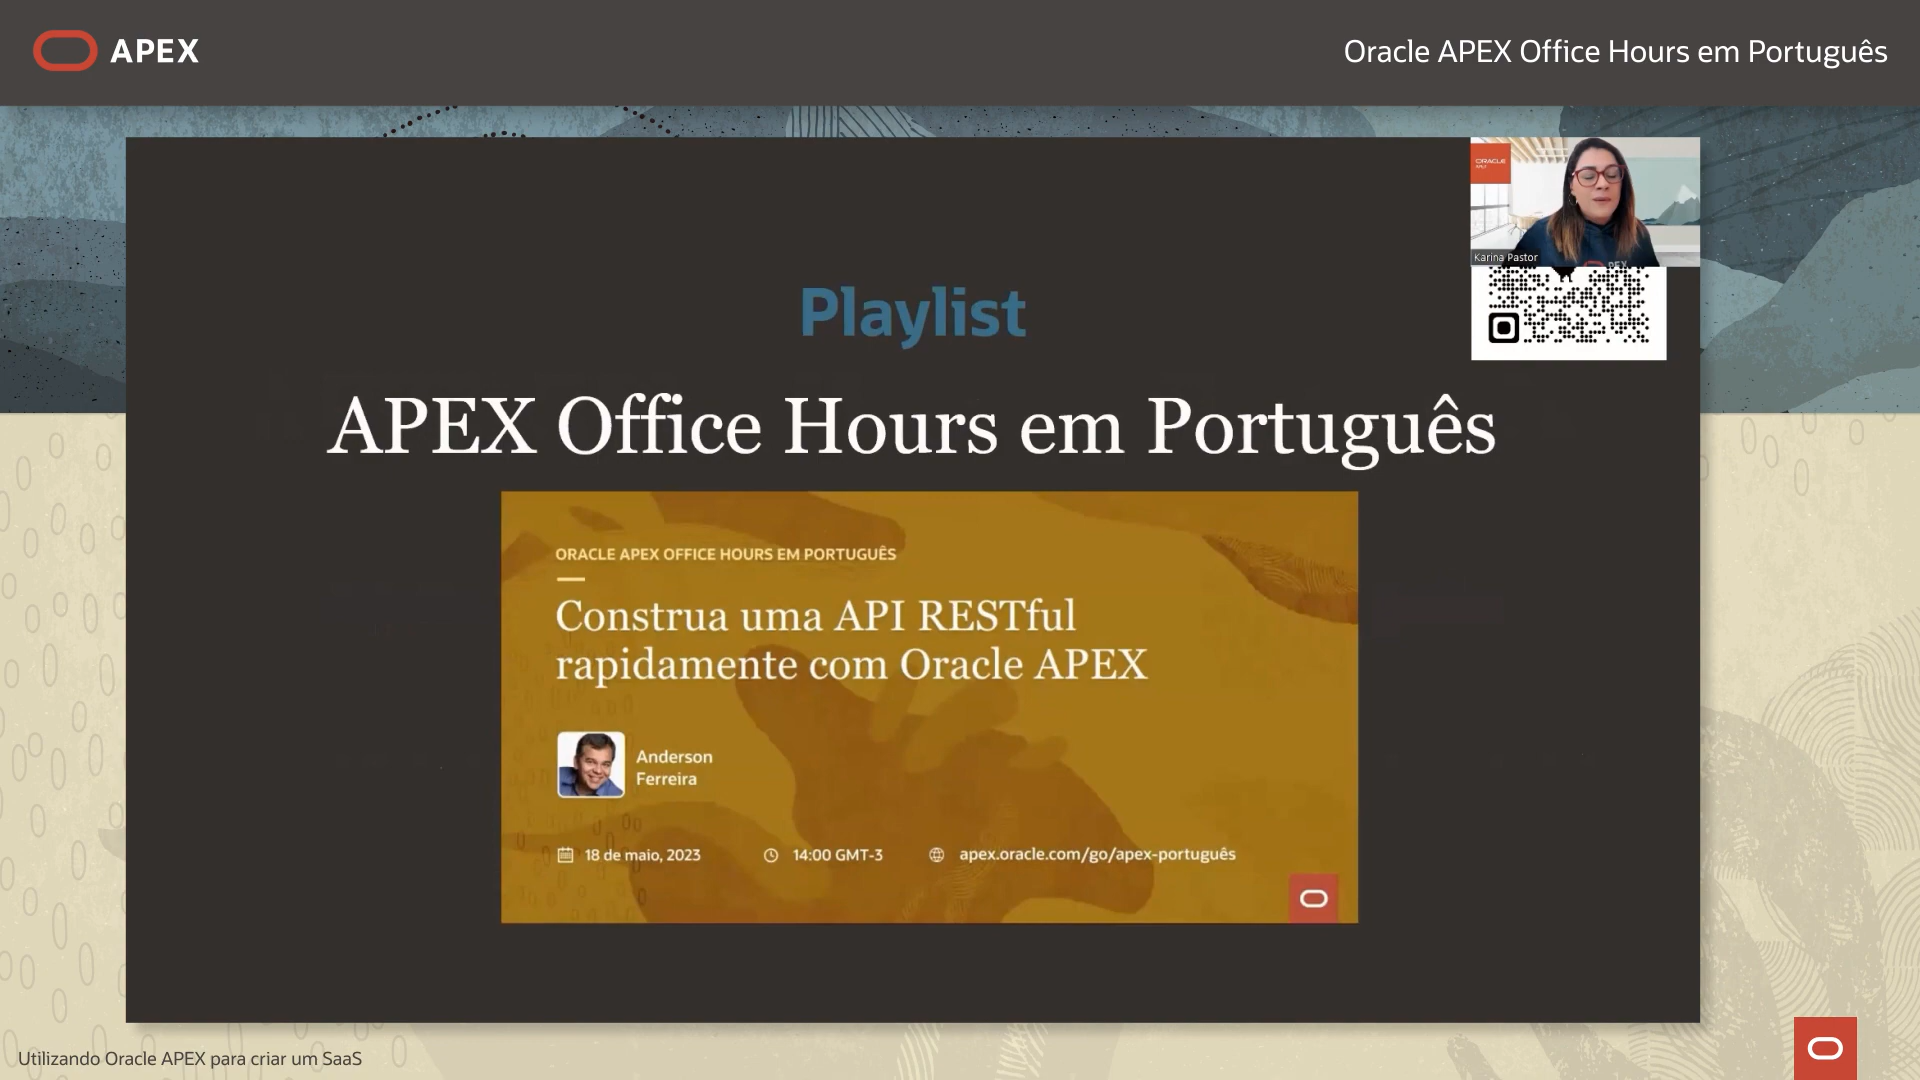 APEX
Oracle APEX Office Hours em Português
ORACLE
Karina Pastor
Playlist
APEX Office Hours em Português
ORACLE APEX OFFICE HOURS EM PORTUGUÊS
Construa uma API RESTful
rapidamente com Oracle APEX
Anderson
Ferreira
18 de maio, 2023
14:00 GMT-3
apex.oracle.com/go/apex-português
Utilizando Oracle APEX para criar um SaaS